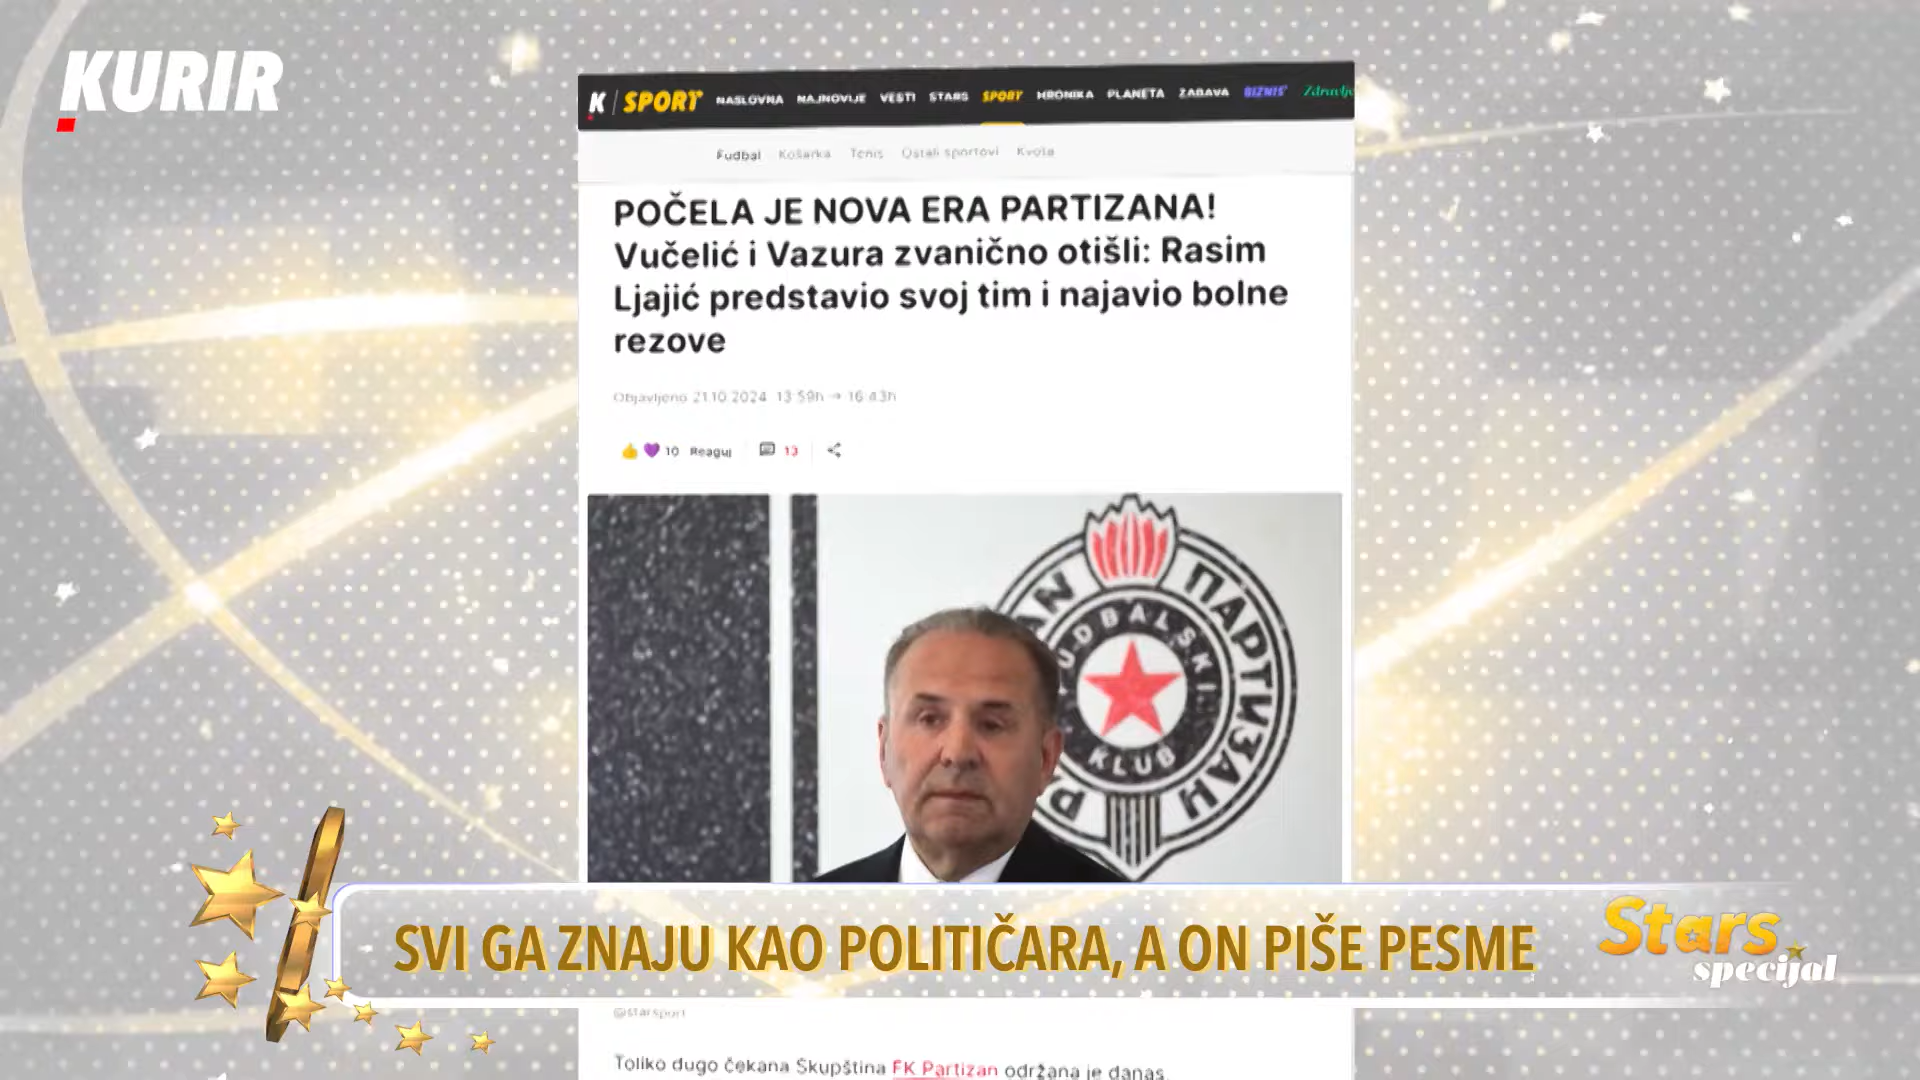 KURIR
K SPORT NASLOVNA NAJNOVIJE VESTI STARS SPORT HRONIKA PLANETA ZABAVA BIZNIS Zdravlje
Fudbal Košarka Tenis Ostali sportovi Kvota
POČELA JE NOVA ERA PARTIZANA!
Vučelić i Vazura zvanično otišli: Rasim
Ljajić predstavio svoj tim i najavio bolne
rezove
Objavljeno 21.10.2024 13:59h → 16:43h
10 Reaguj 13
ПАРТИЗАН
FUDBALSKI
KLUB
SVI GA ZNAJU KAO POLITIČARA, A ON PIŠE PESME
Stars
specijal
@starsport
Toliko dugo čekana Skupština FK Partizan održana je danas